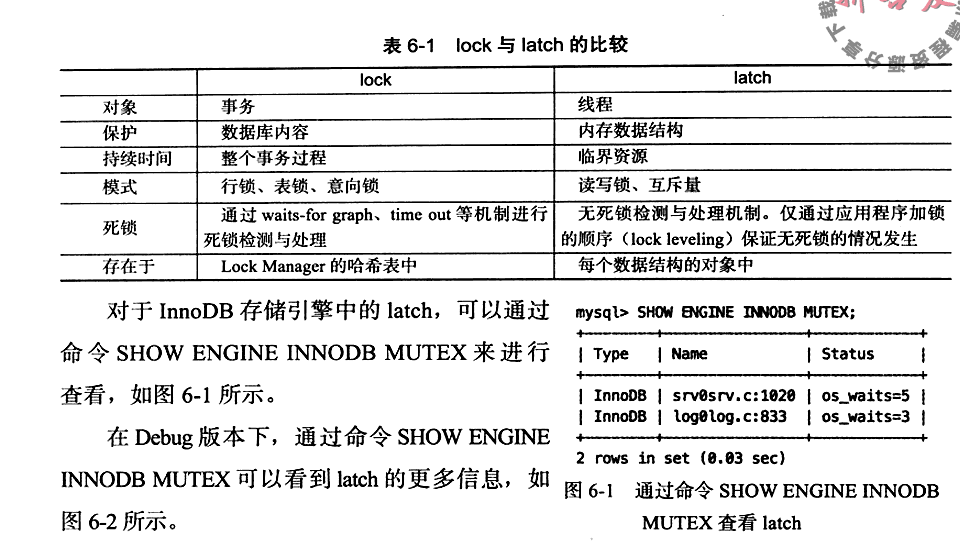 表 6-1 lock 与 latch 的比较
lock latch
对象 事务 线程
保护 数据库内容 内存数据结构
持续时间 整个事务过程 临界资源
模式 行锁、表锁、意向锁 读写锁、互斥量
死锁 通过 waits-for graph、time out 等机制进行死锁检测与处理 无死锁检测与处理机制。仅通过应用程序加锁的顺序（lock leveling）保证无死锁的情况发生
存在于 Lock Manager 的哈希表中 每个数据结构的对象中
对于 InnoDB 存储引擎中的 latch，可以通过
命令 SHOW ENGINE INNODB MUTEX 来进行
查看，如图 6-1 所示。
在 Debug 版本下，通过命令 SHOW ENGINE
INNODB MUTEX 可以看到 latch 的更多信息，如
图 6-2 所示。
mysql> SHOW ENGINE INNODB MUTEX;
+--------+-----------------+------------+
| Type | Name | Status |
+--------+-----------------+------------+
| InnoDB | srv0srv.c:1020 | os_waits=5 |
| InnoDB | log0log.c:833 | os_waits=3 |
+--------+-----------------+------------+
2 rows in set (0.03 sec)
图 6-1 通过命令 SHOW ENGINE INNODB
MUTEX 查看 latch